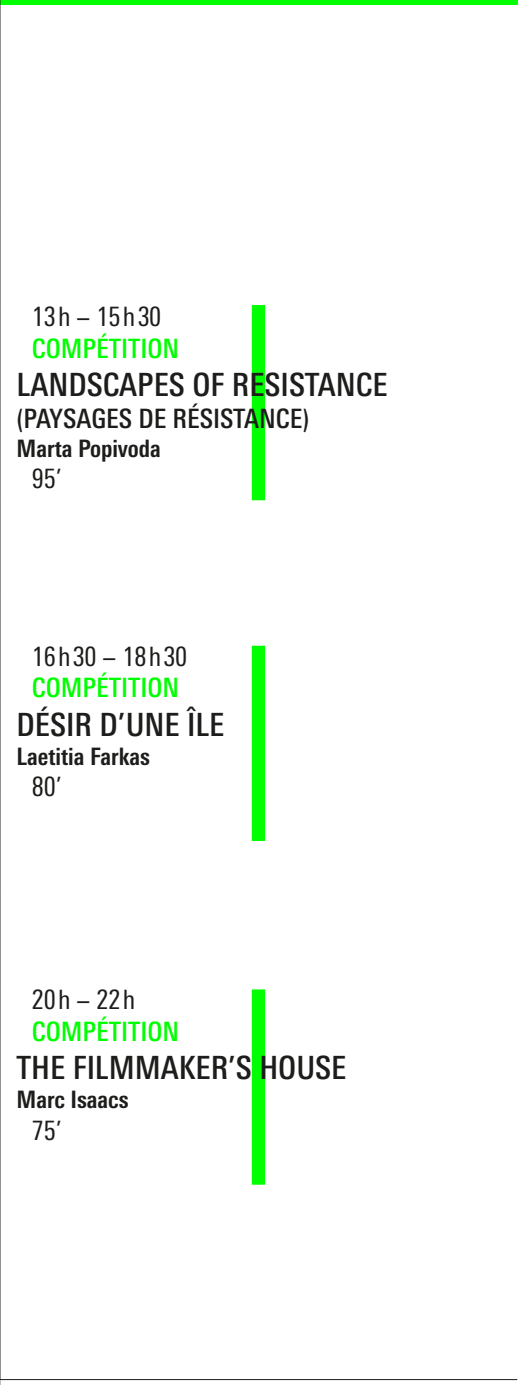 13 h – 15 h 30
COMPÉTITION
LANDSCAPES OF RESISTANCE
(PAYSAGES DE RÉSISTANCE)
Marta Popivoda
95′
16 h 30 – 18 h 30
COMPÉTITION
DÉSIR D’UNE ÎLE
Laetitia Farkas
80′
20 h – 22 h
COMPÉTITION
THE FILMMAKER’S HOUSE
Marc Isaacs
75′